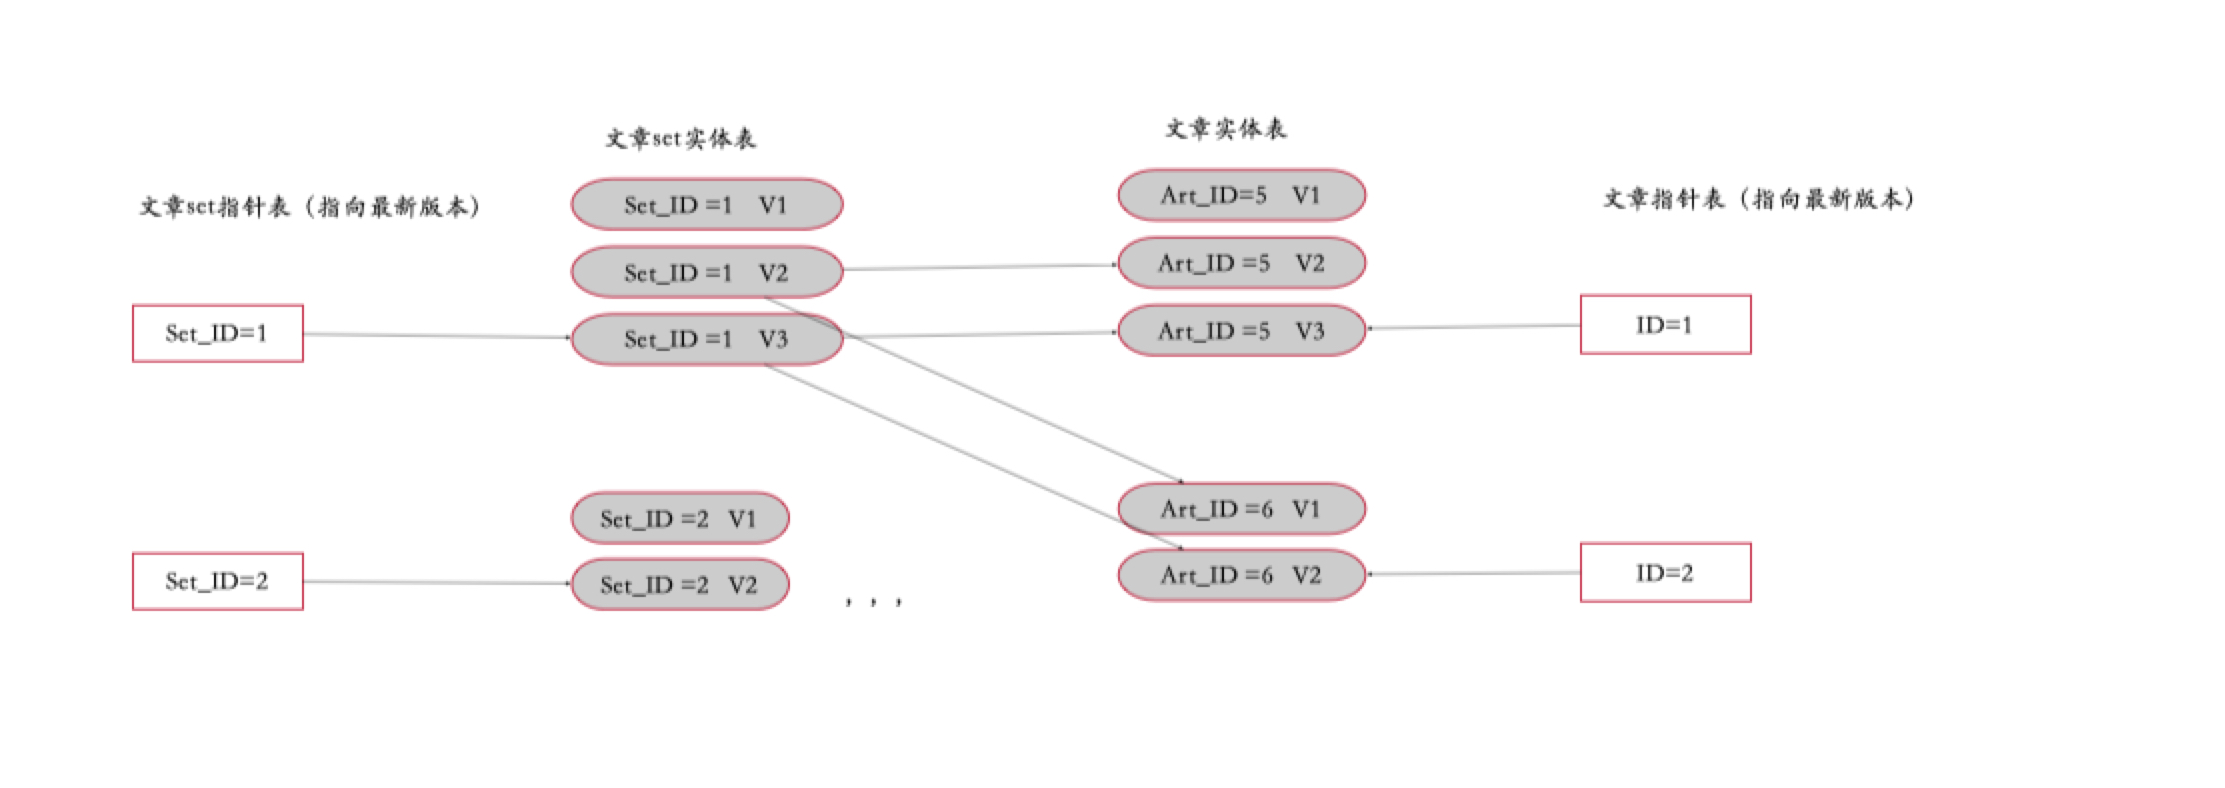 文章set实体表
文章实体表
文章set指针表（指向最新版本）
文章指针表（指向最新版本）
Set_ID =1 V1
Art_ID=5 V1
Set_ID =1 V2
Art_ID =5 V2
Set_ID=1
Set_ID =1 V3
Art_ID =5 V3
ID=1
Set_ID =2 V1
Art_ID =6 V1
Set_ID=2
Set_ID =2 V2
, , ,
Art_ID =6 V2
ID=2